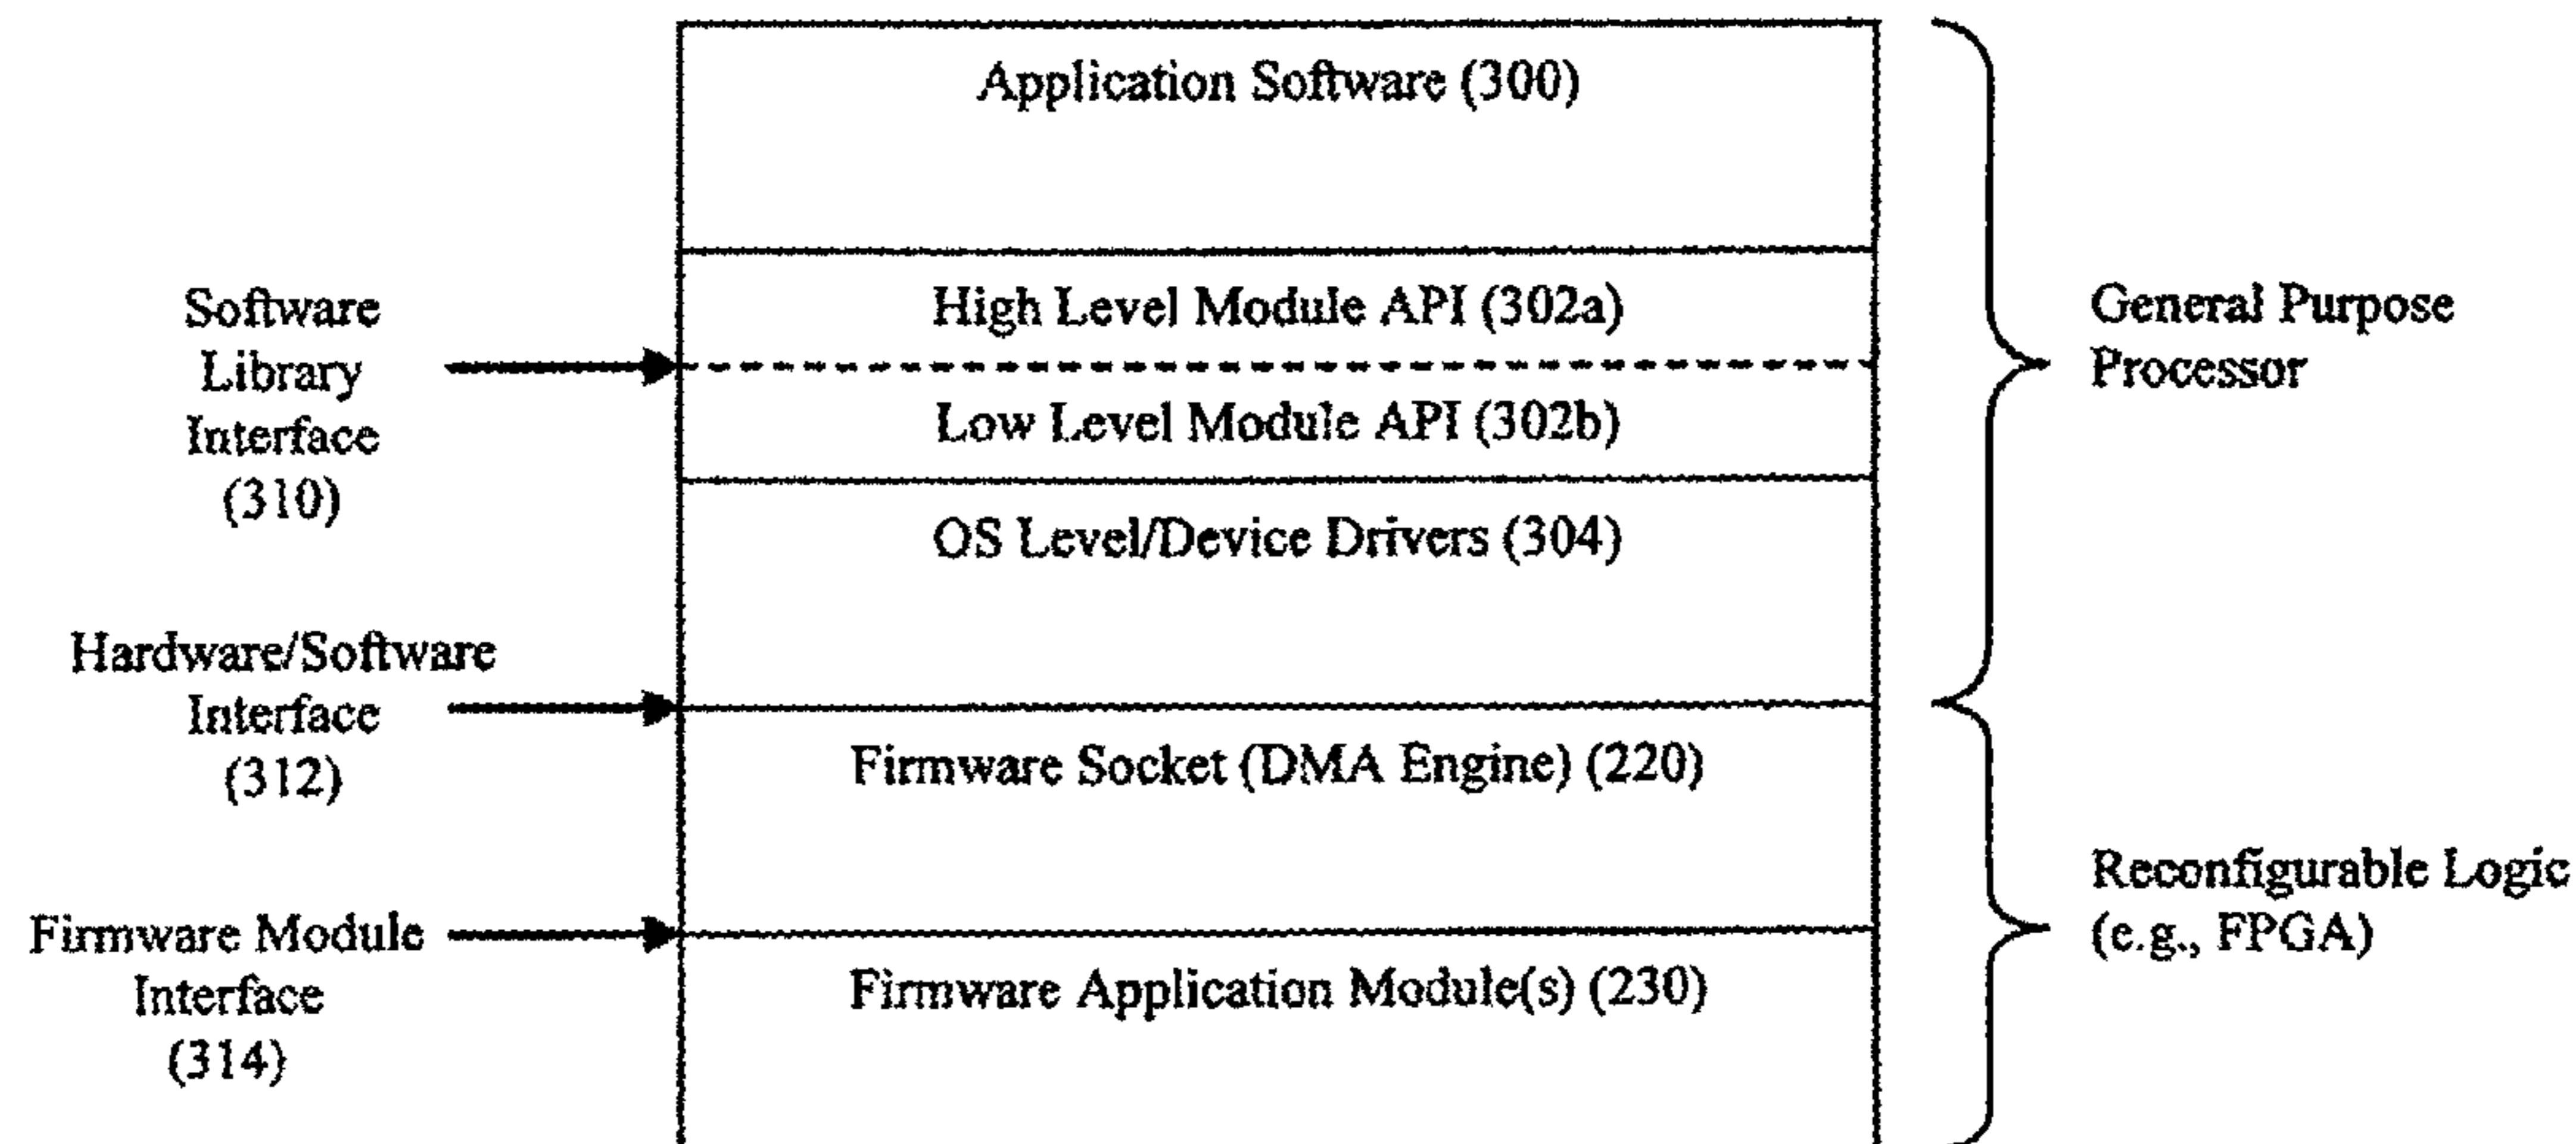 Application Software (300)
Software
Library
Interface
(310)
High Level Module API (302a)
Low Level Module API (302b)
General Purpose
Processor
OS Level/Device Drivers (304)
Hardware/Software
Interface
(312)
Firmware Socket (DMA Engine) (220)
Reconfigurable Logic
(e.g., FPGA)
Firmware Module
Interface
(314)
Firmware Application Module(s) (230)